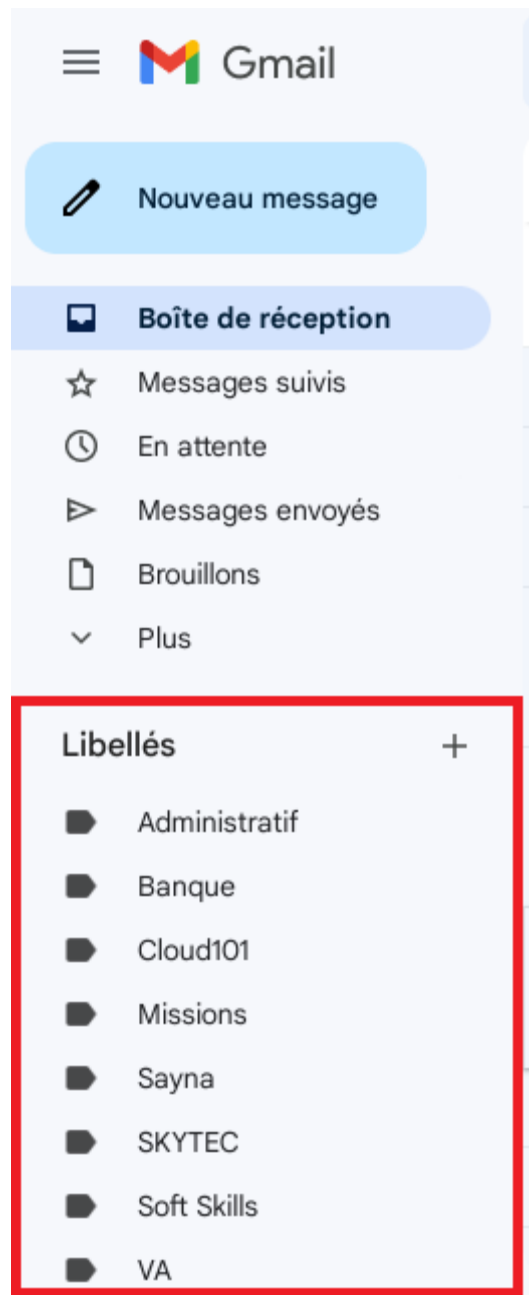 Gmail
Nouveau message
Boîte de réception
Messages suivis
En attente
Messages envoyés
Brouillons
Plus
Libellés
Administratif
Banque
Cloud101
Missions
Sayna
SKYTEC
Soft Skills
VA